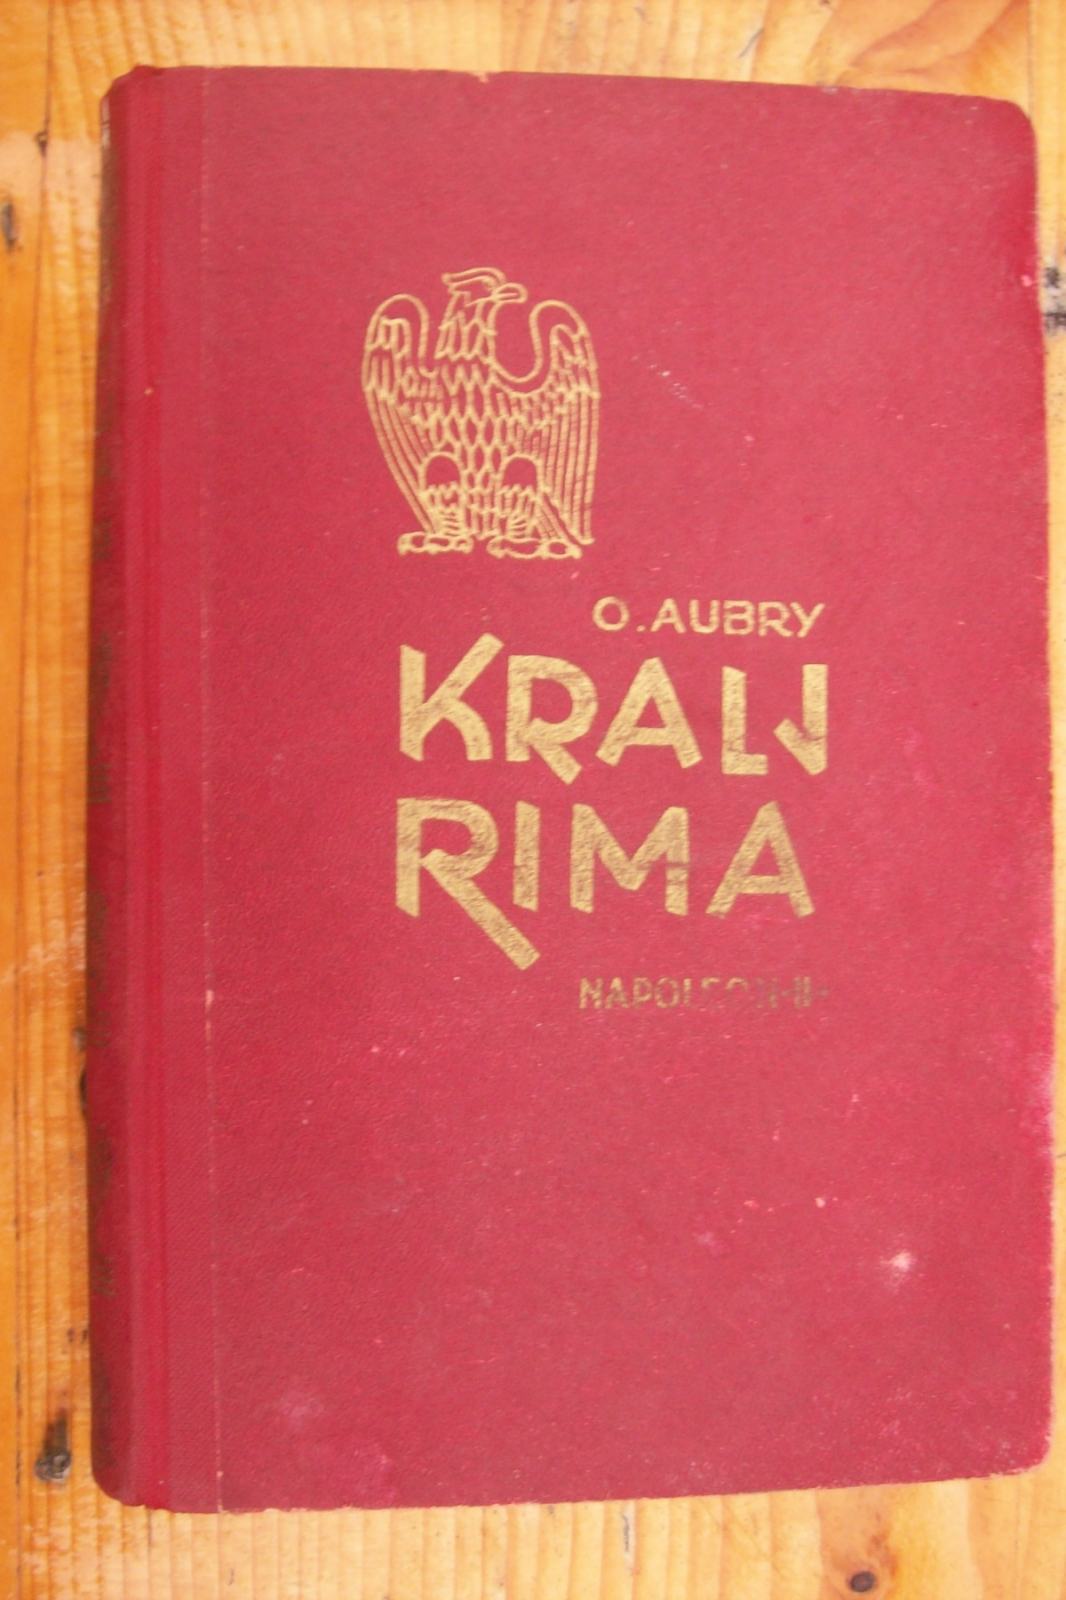 O. AUBRY
KRALJ
RIMA
NAPOLEON·II·